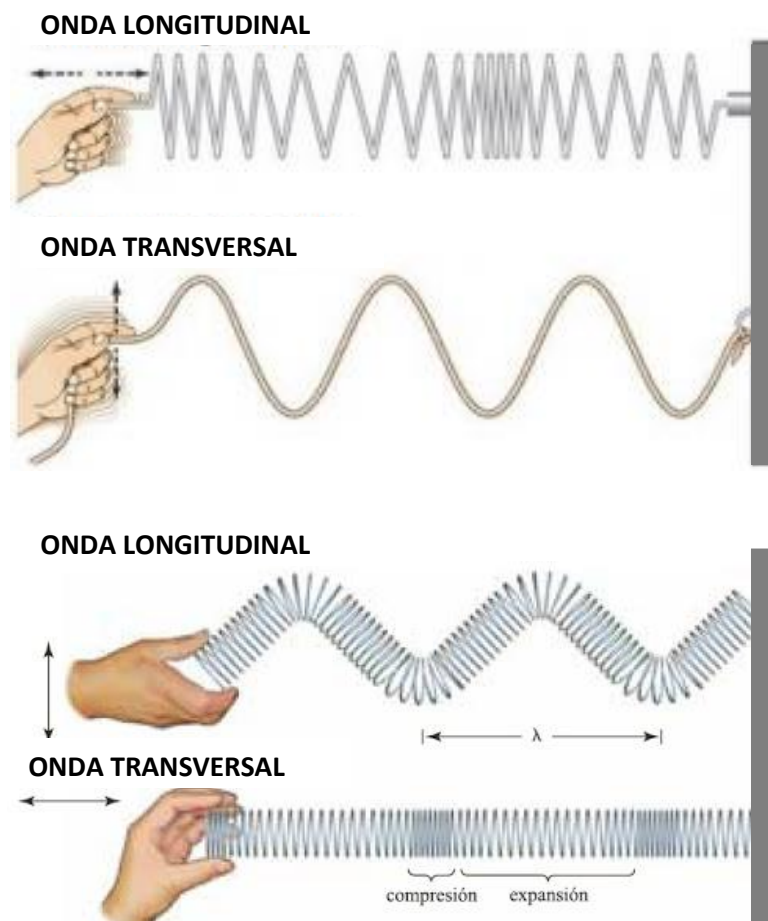 ONDA LONGITUDINAL
ONDA TRANSVERSAL
ONDA LONGITUDINAL
λ
ONDA TRANSVERSAL
compresión expansión